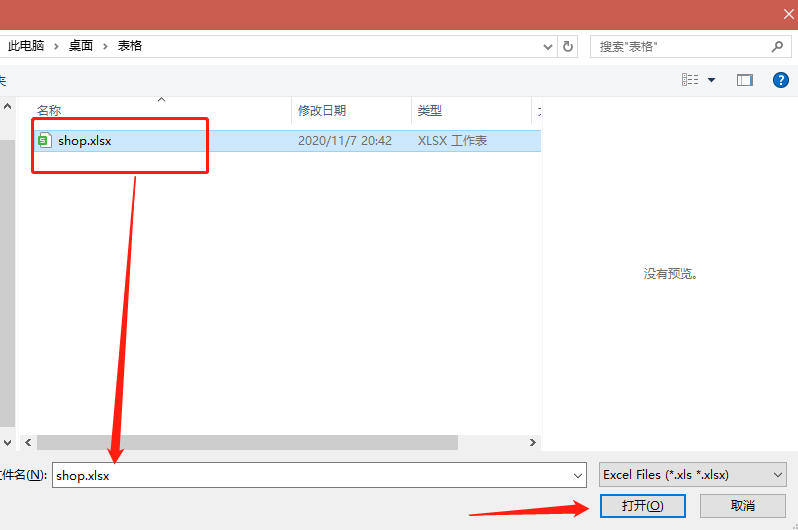 此电脑 › 桌面 › 表格
搜索"表格"
夹
?
名称
修改日期
类型
shop.xlsx
2020/11/7 20:42
XLSX 工作表
没有预览。
件名(N):
shop.xlsx
Excel Files (*.xls *.xlsx)
打开(O)
取消